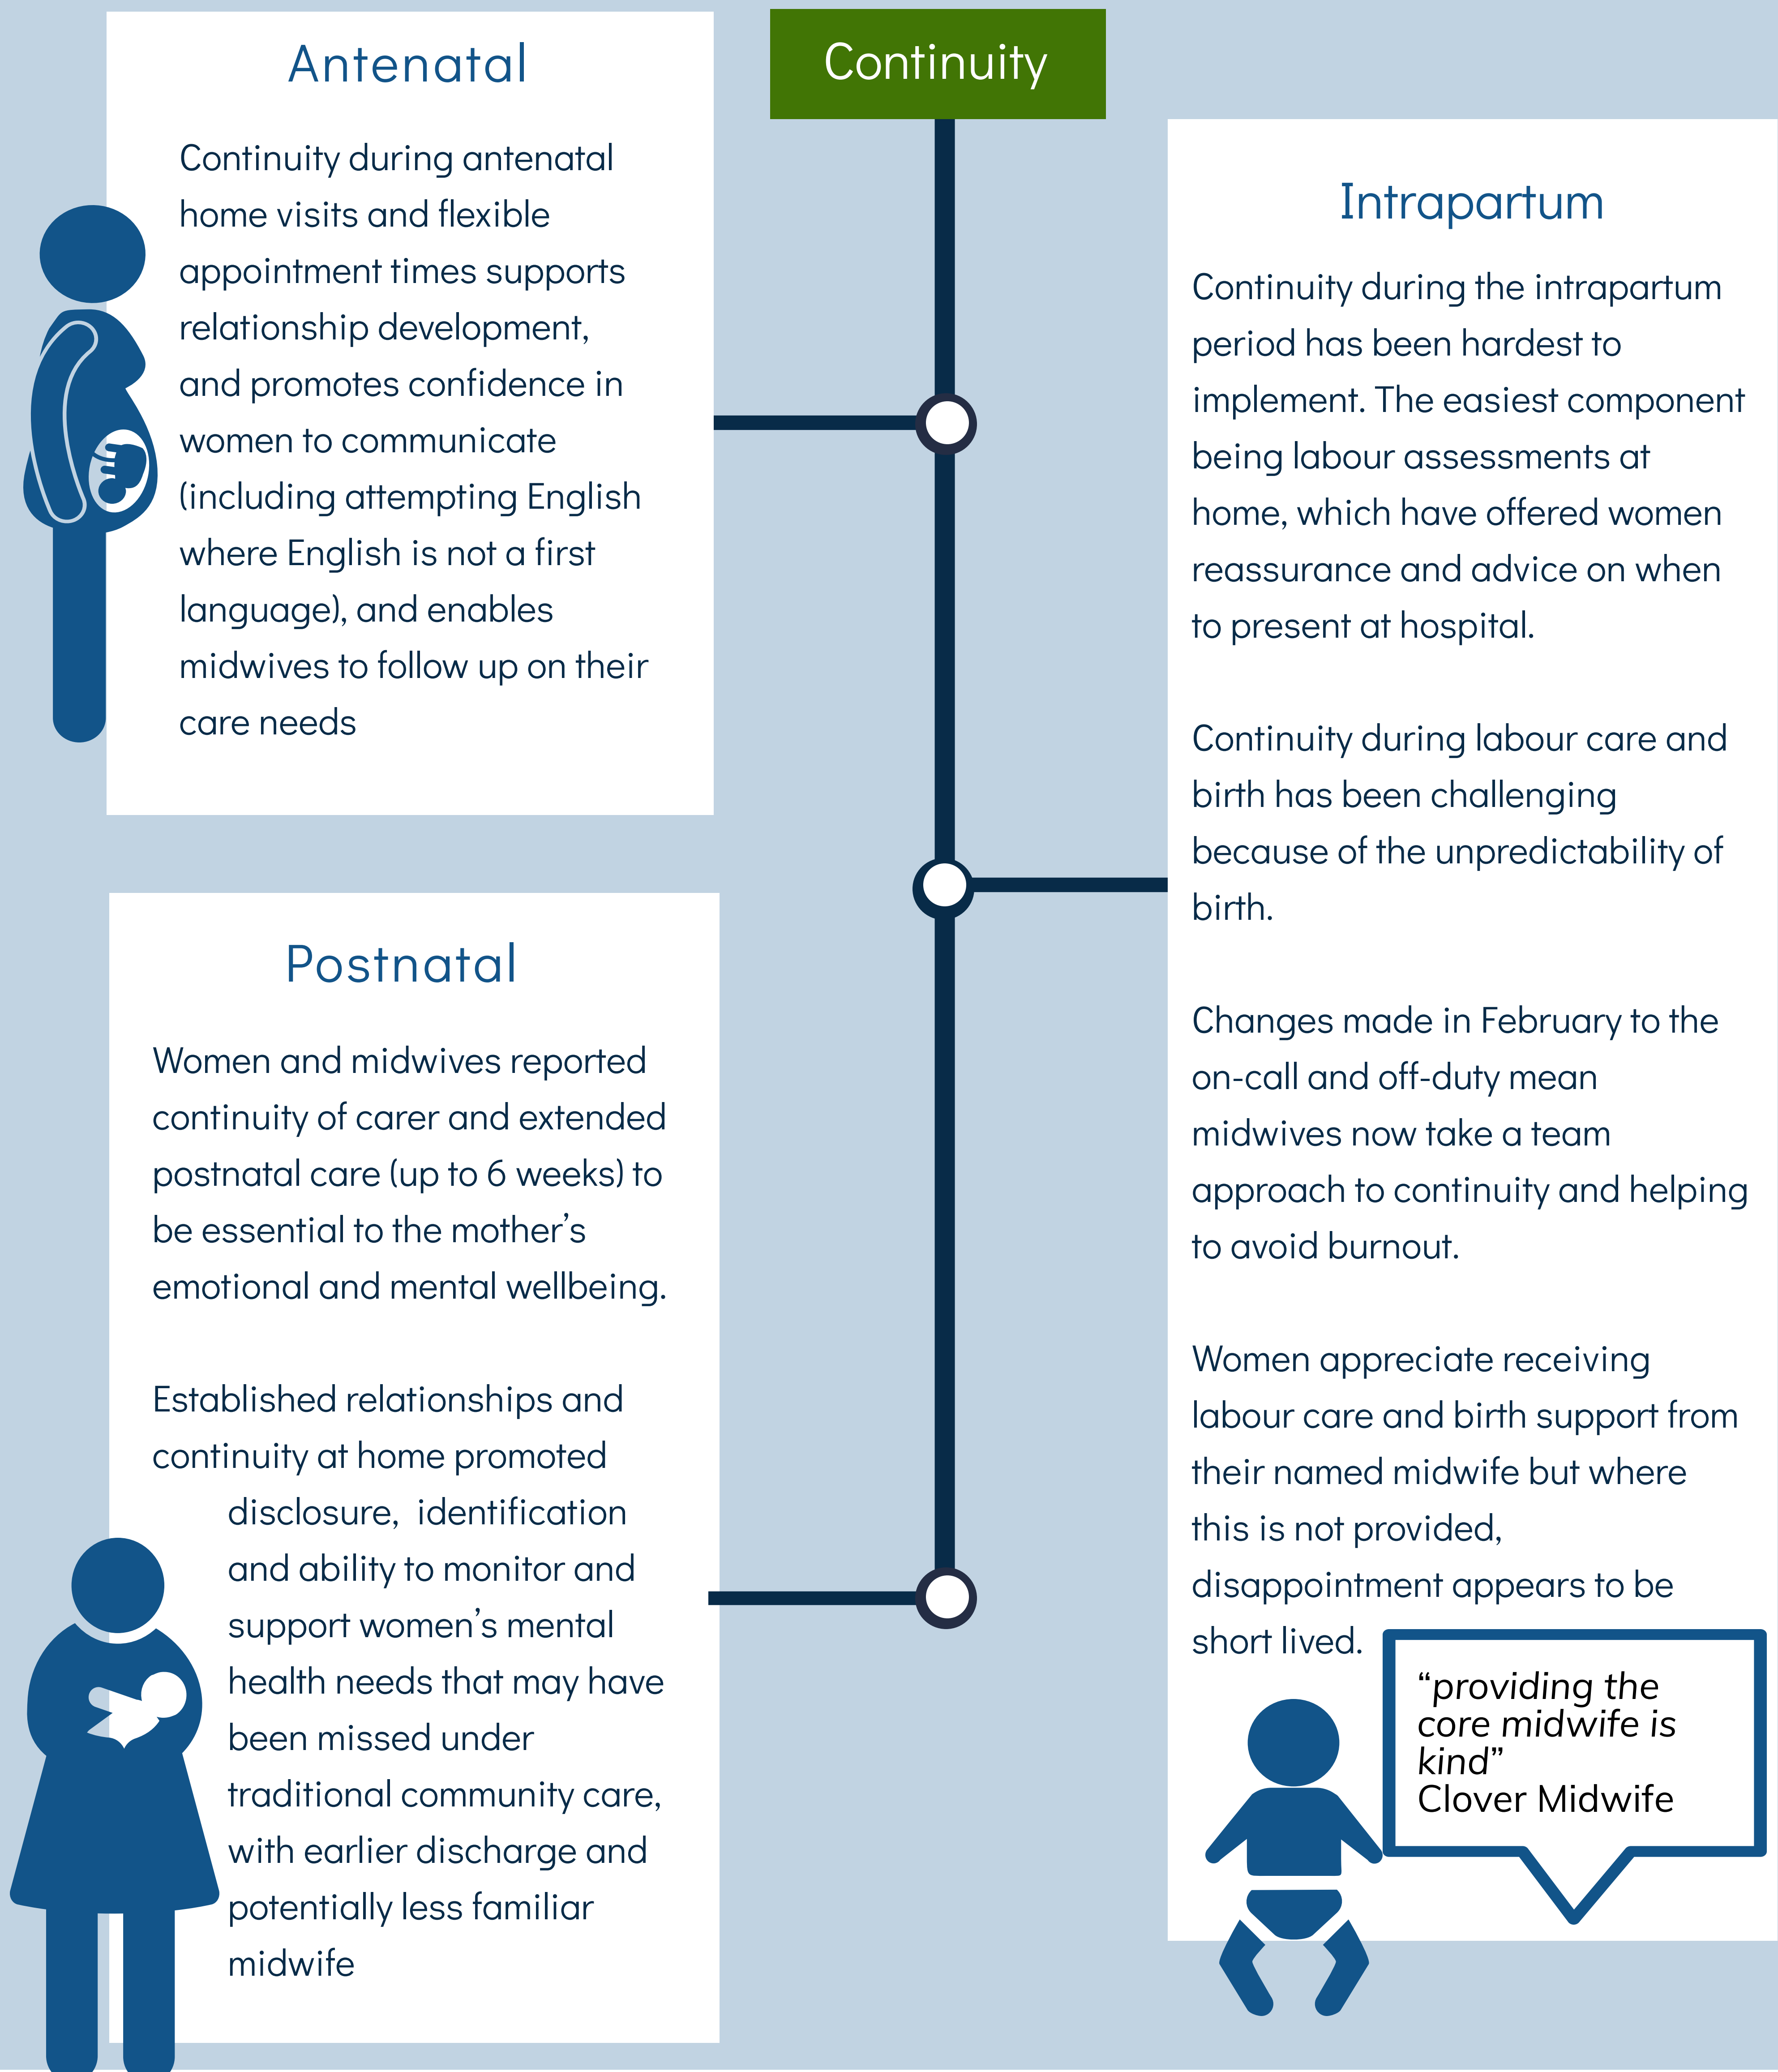 Continuity
Antenatal
Continuity during antenatal
home visits and flexible
appointment times supports
relationship development,
and promotes confidence in
women to communicate
(including attempting English
where English is not a first
language), and enables
midwives to follow up on their
care needs
Intrapartum
Continuity during the intrapartum
period has been hardest to
implement. The easiest component
being labour assessments at
home, which have offered women
reassurance and advice on when
to present at hospital.
Continuity during labour care and
birth has been challenging
because of the unpredictability of
birth.
Changes made in February to the
on-call and off-duty mean
midwives now take a team
approach to continuity and helping
to avoid burnout.
Women appreciate receiving
labour care and birth support from
their named midwife but where
this is not provided,
disappointment appears to be
short lived.
“providing the
core midwife is
kind”
Clover Midwife
Postnatal
Women and midwives reported
continuity of carer and extended
postnatal care (up to 6 weeks) to
be essential to the mother’s
emotional and mental wellbeing.
Established relationships and
continuity at home promoted
disclosure, identification
and ability to monitor and
support women’s mental
health needs that may have
been missed under
traditional community care,
with earlier discharge and
potentially less familiar
midwife